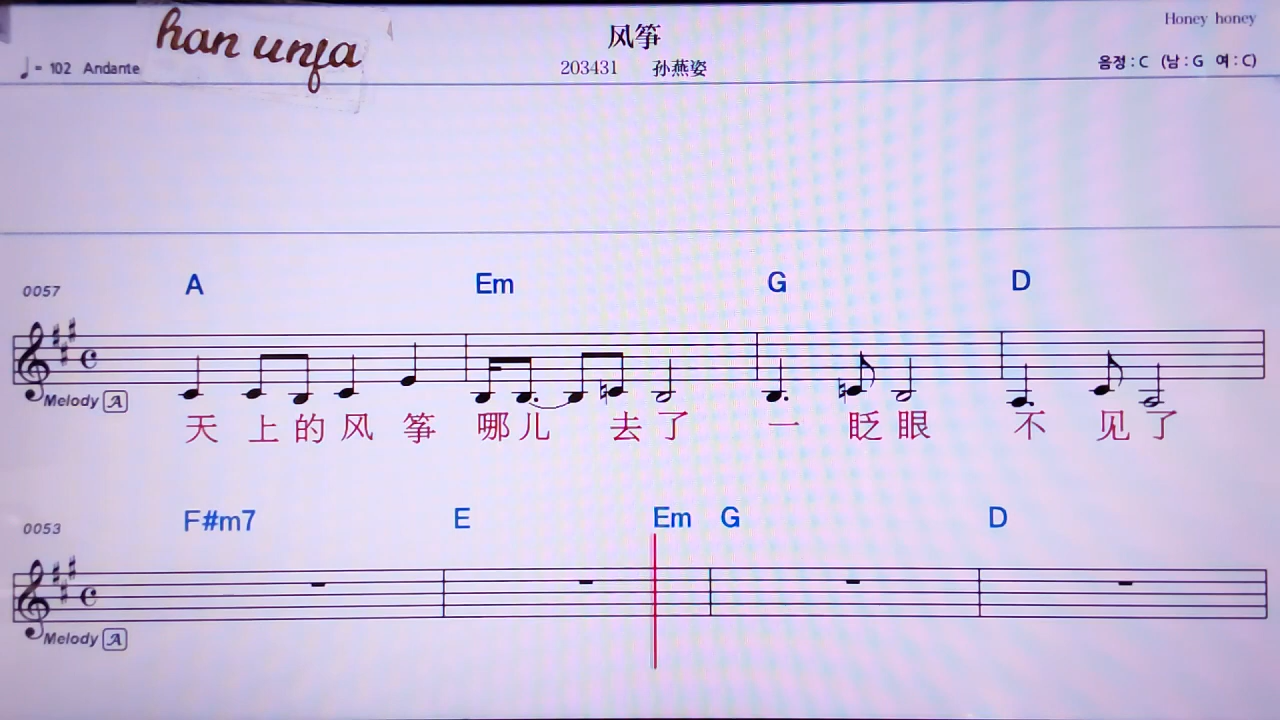 han unfa
Honey honey
风筝
♩= 102 Andante
203431 孙燕姿
음정 : C (남 : G 여 : C)
0057
A Em G D
Melody A
天 上 的 风 筝 哪 儿 去 了 一 眨 眼 不 见 了
0053
F#m7 E Em G D
Melody A